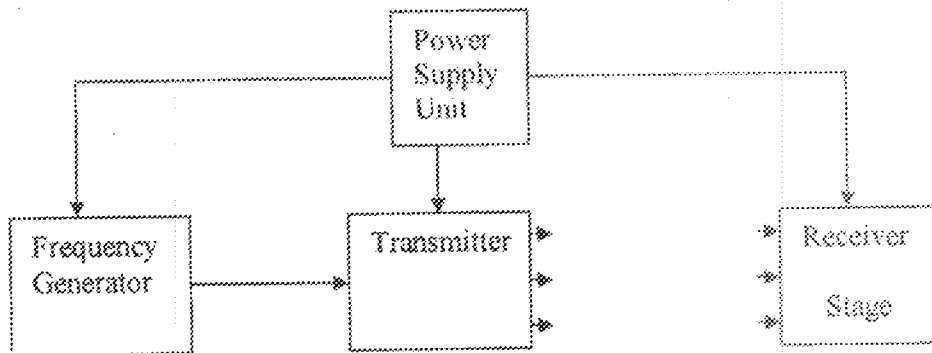 Power
Supply
Unit
Frequency
Generator
Transmitter
Receiver
Stage